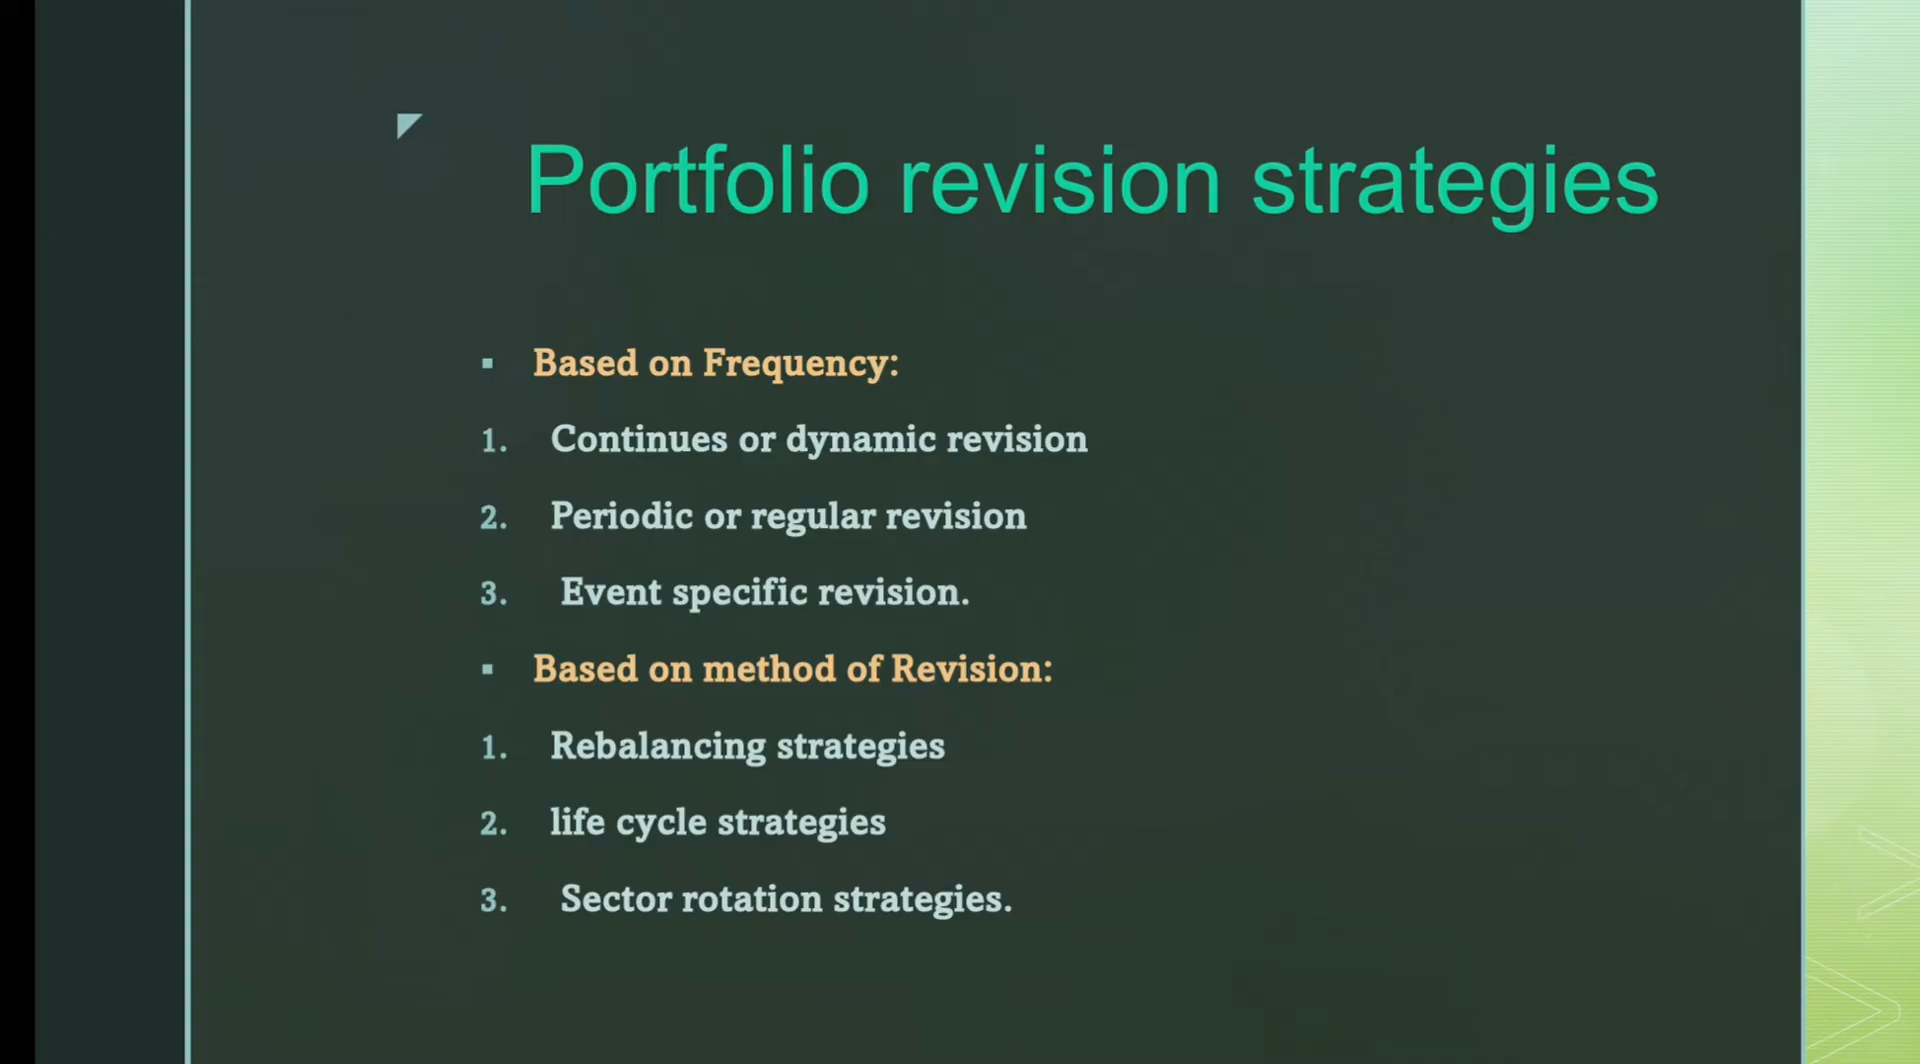 Portfolio revision strategies
▪ Based on Frequency:
1. Continues or dynamic revision
2. Periodic or regular revision
3. Event specific revision.
▪ Based on method of Revision:
1. Rebalancing strategies
2. life cycle strategies
3. Sector rotation strategies.